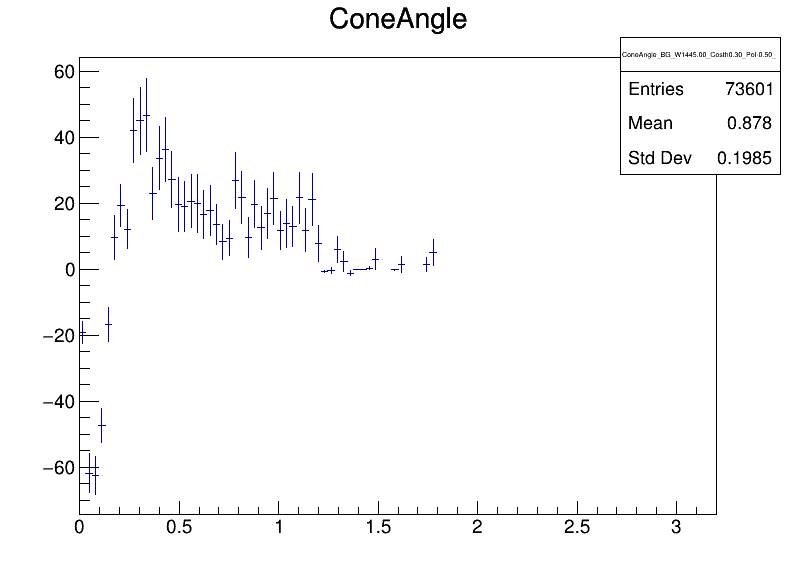 ConeAngle
ConeAngle_BG_W1445.00_Costh0.30_Pol-0.50_
Entries 73601
Mean 0.878
Std Dev 0.1985
60
40
20
0
−20
−40
−60
0 0.5 1 1.5 2 2.5 3